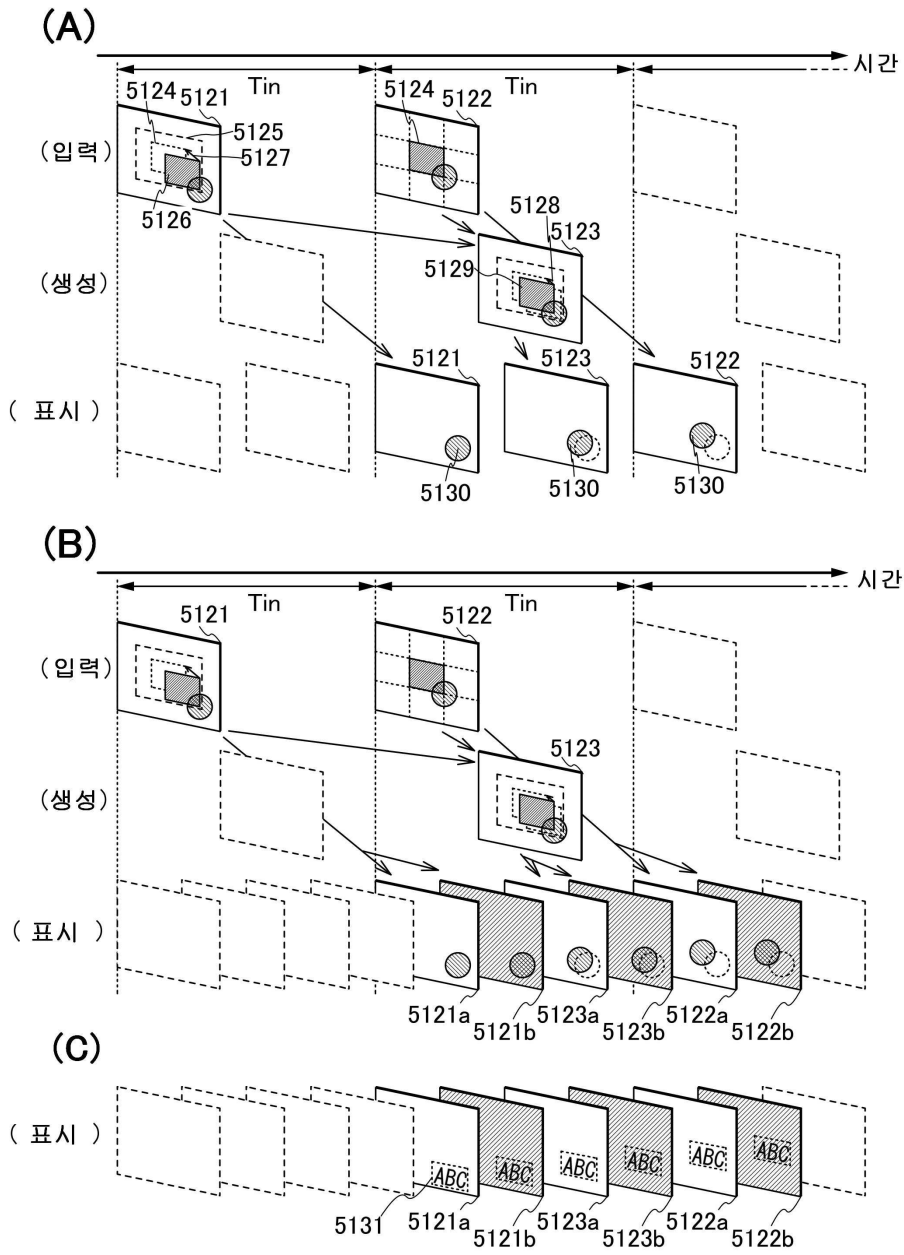 (A)
시간
Tin Tin
5124 5121 5124 5122
5125
5127
(입력)
5126
5128
5123
5129
(생성)
5121 5123 5122
( 표시 )
5130 5130 5130
(B)
시간
Tin Tin
5121 5122
(입력)
5123
(생성)
( 표시 )
5121a 5121b 5123a 5123b 5122a 5122b
(C)
( 표시 )
ABC ABC ABC ABC ABC ABC
5131 5121a 5121b 5123a 5123b 5122a 5122b